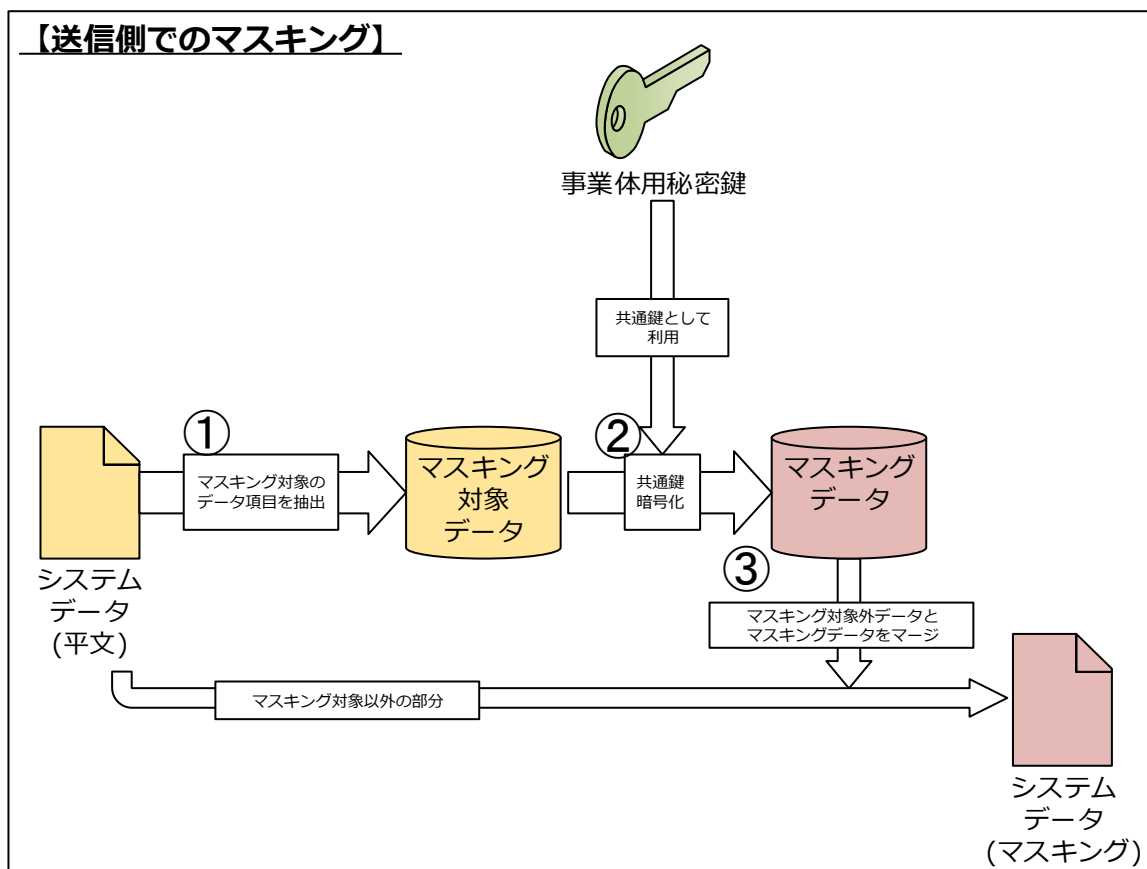 【送信側でのマスキング】
事業体用秘密鍵
共通鍵として
利用
①
マスキング対象の
データ項目を抽出
マスキング
対象
データ
②
共通鍵
暗号化
マスキング
データ
システム
データ
(平文)
③
マスキング対象外データと
マスキングデータをマージ
マスキング対象以外の部分
システム
データ
(マスキング)